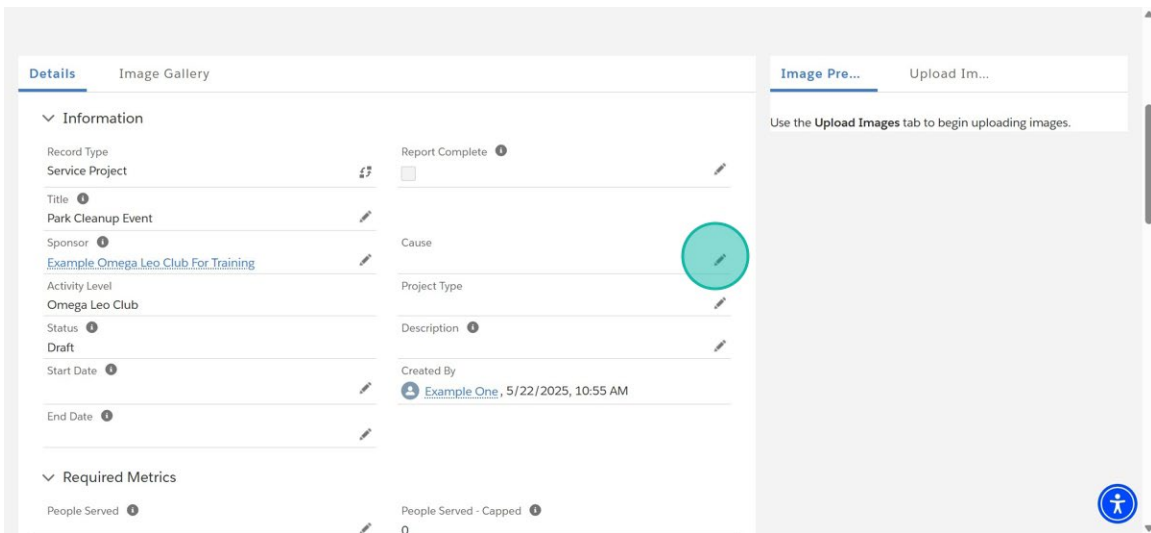 Details Image Gallery
Image Pre... Upload Im...
Information
Use the Upload Images tab to begin uploading images.
Record Type
Service Project
Report Complete
Title
Park Cleanup Event
Sponsor
Example Omega Leo Club For Training
Cause
Activity Level
Omega Leo Club
Project Type
Status
Draft
Description
Start Date
Created By
Example One, 5/22/2025, 10:55 AM
End Date
Required Metrics
People Served
People Served - Capped
0